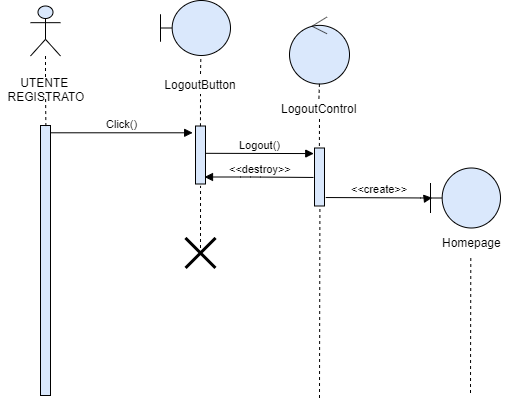 UTENTE
REGISTRATO
LogoutButton
LogoutControl
Click()
Logout()
<<destroy>>
<<create>>
Homepage